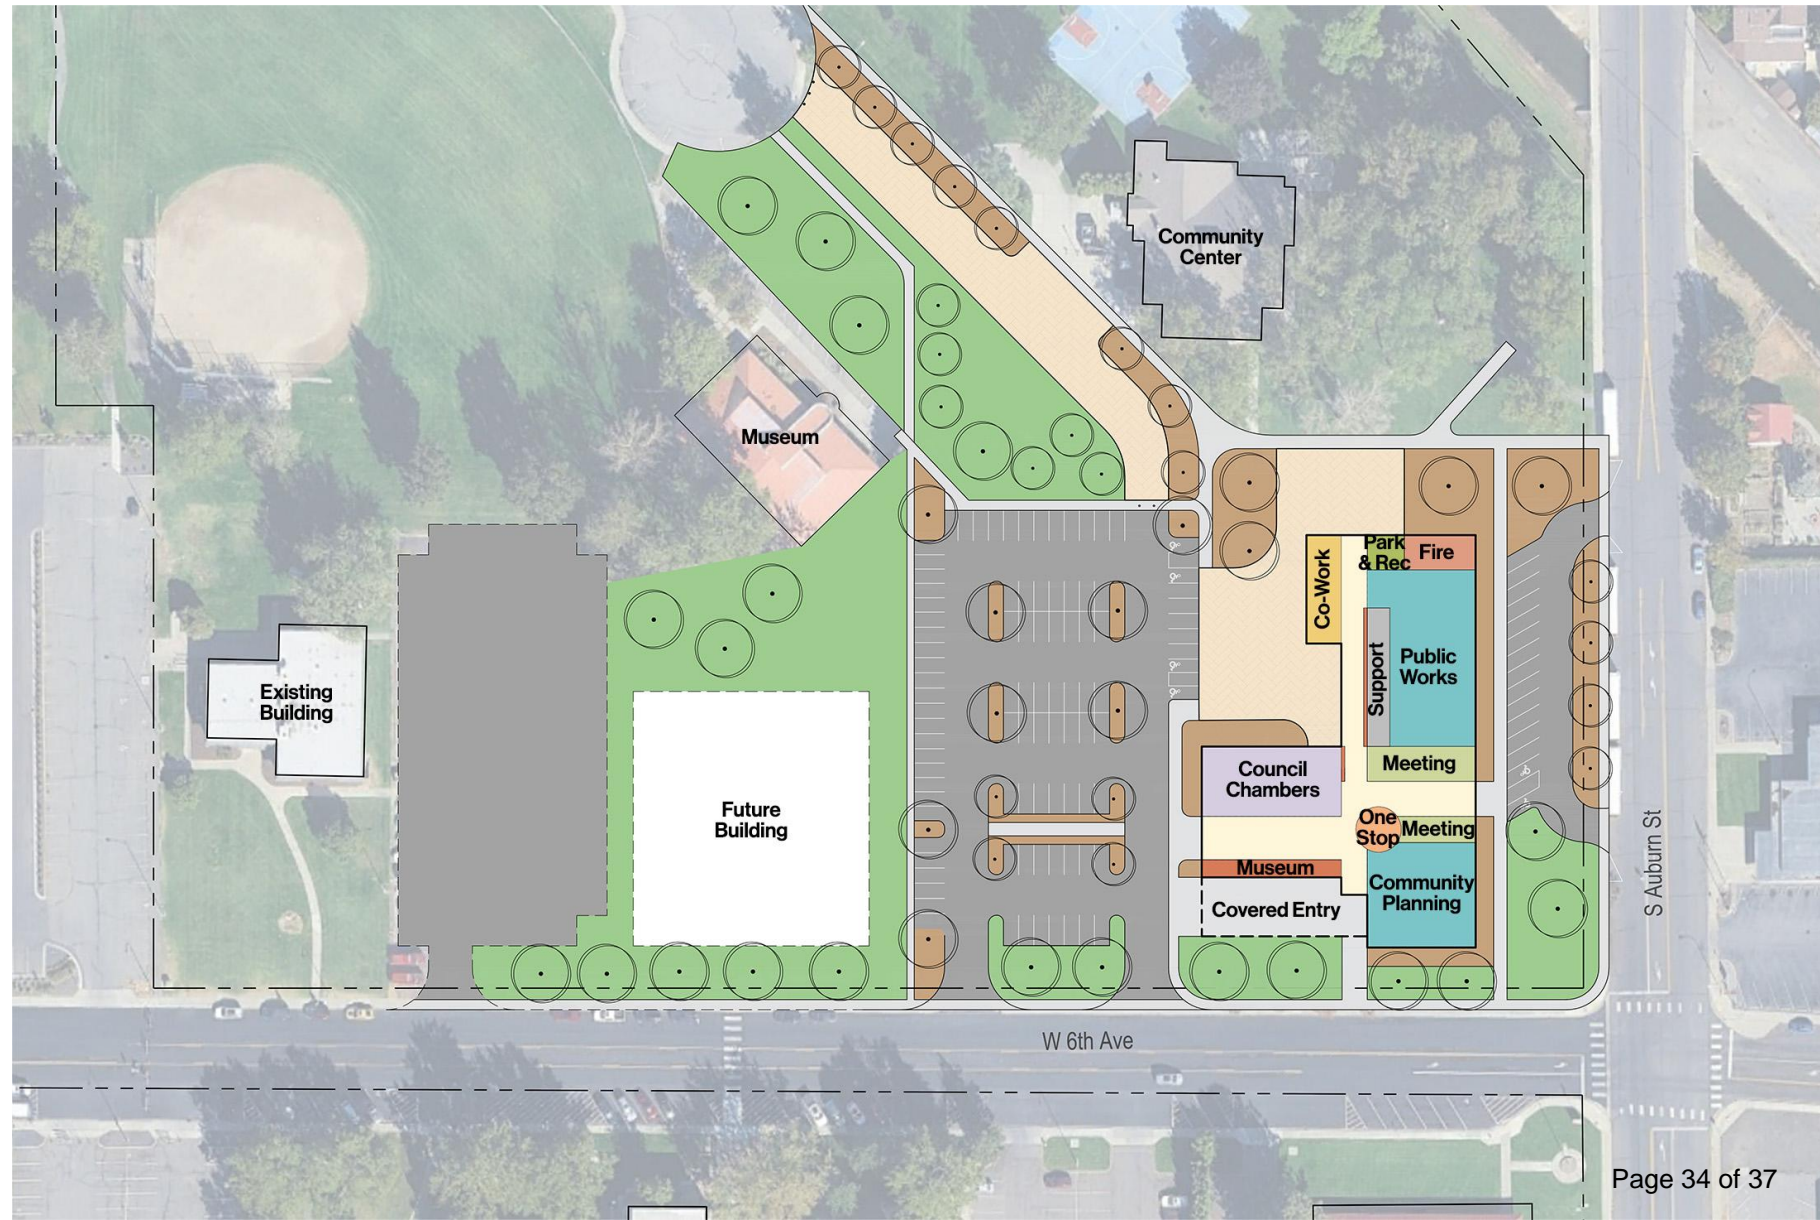 Community
Center
Museum
Park
& Rec
Fire
Co-Work
Support
Public
Works
Existing
Building
Meeting
Council
Chambers
Future
Building
One
Stop
Meeting
Museum
Community
Planning
Covered Entry
S Auburn St
W 6th Ave
Page 34 of 37